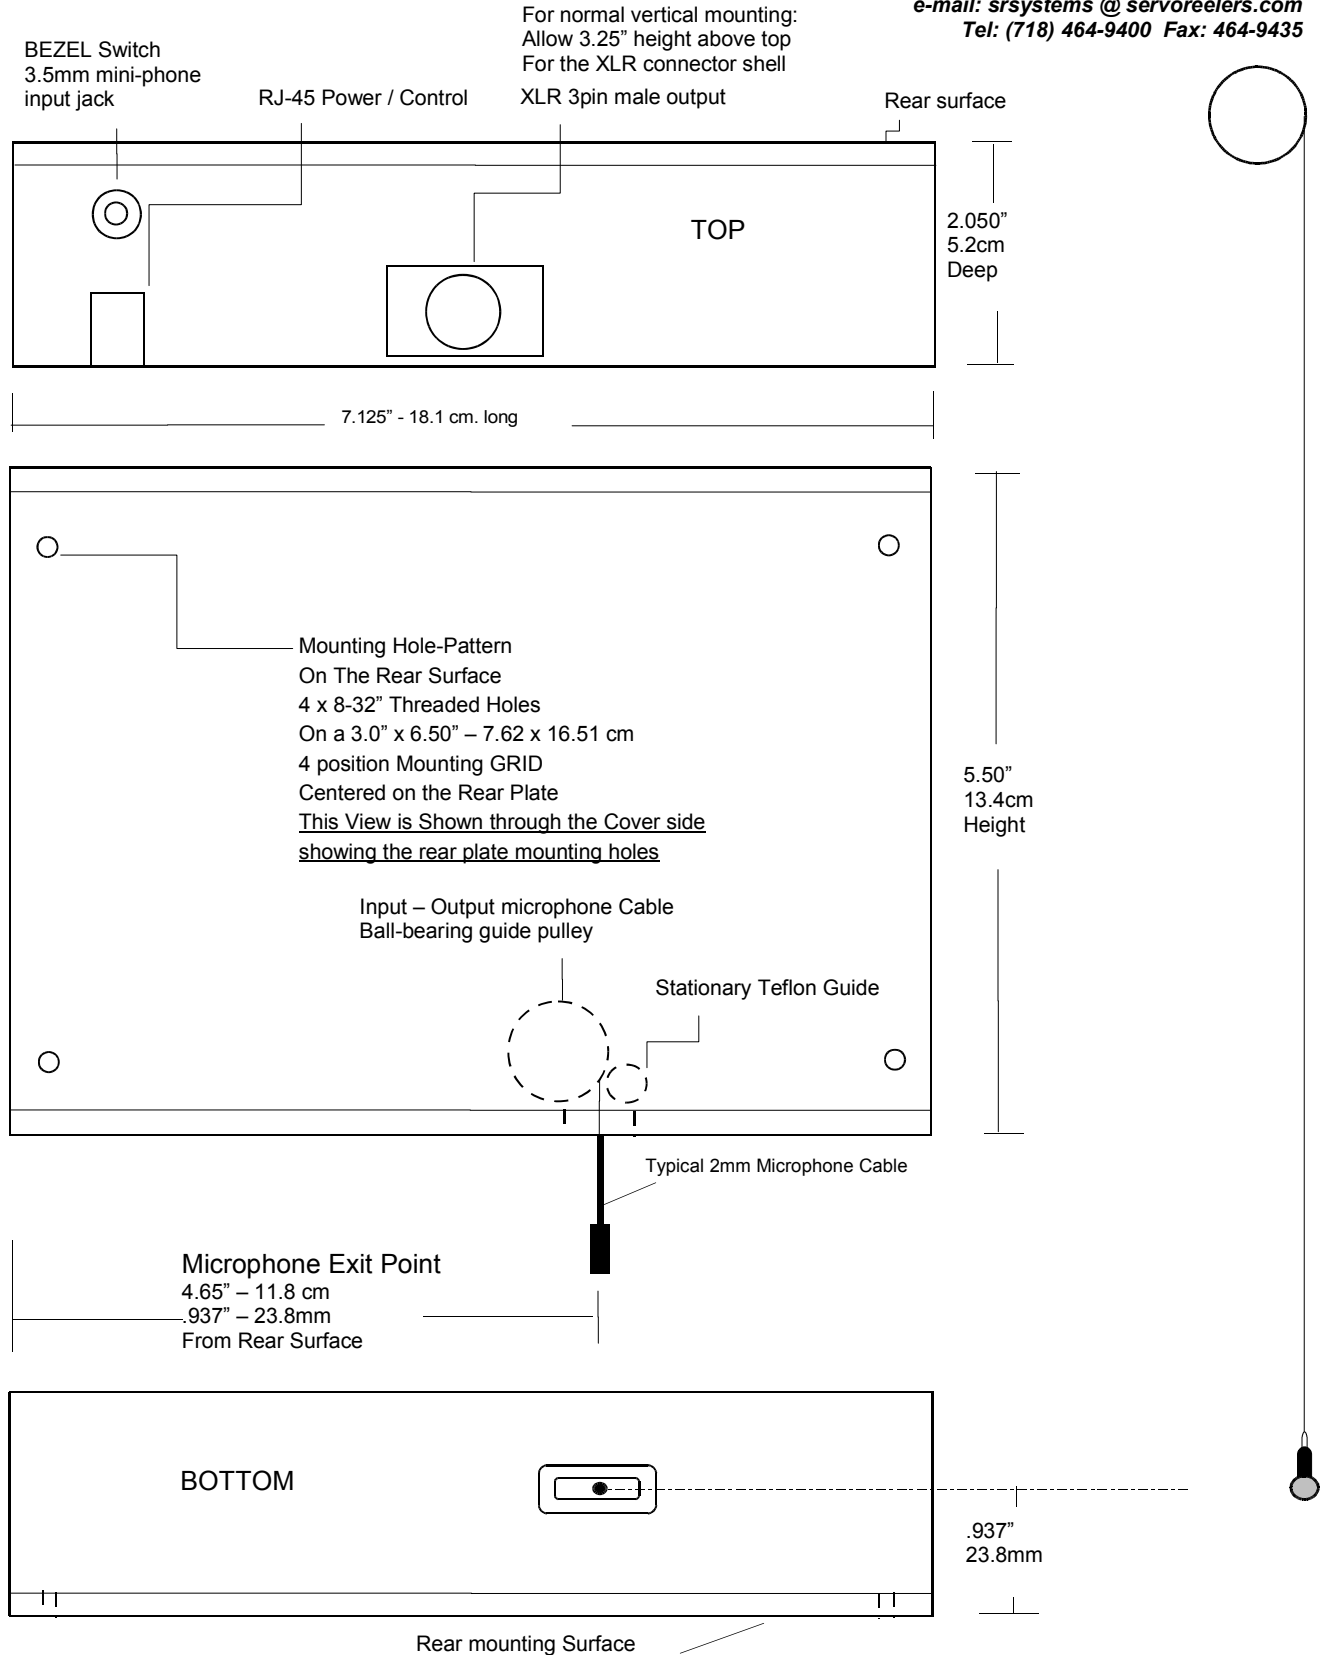 e-mail: srsystems @ servoreelers.com
Tel: (718) 464-9400 Fax: 464-9435
For normal vertical mounting:
Allow 3.25” height above top
For the XLR connector shell
BEZEL Switch
3.5mm mini-phone
input jack
RJ-45 Power / Control
XLR 3pin male output
Rear surface
TOP
2.050”
5.2cm
Deep
7.125” - 18.1 cm. long
Mounting Hole-Pattern
On The Rear Surface
4 x 8-32” Threaded Holes
On a 3.0” x 6.50” – 7.62 x 16.51 cm
4 position Mounting GRID
Centered on the Rear Plate
This View is Shown through the Cover side
showing the rear plate mounting holes
5.50”
13.4cm
Height
Input – Output microphone Cable
Ball-bearing guide pulley
Stationary Teflon Guide
Typical 2mm Microphone Cable
Microphone Exit Point
4.65” – 11.8 cm
.937” – 23.8mm
From Rear Surface
BOTTOM
.937”
23.8mm
Rear mounting Surface